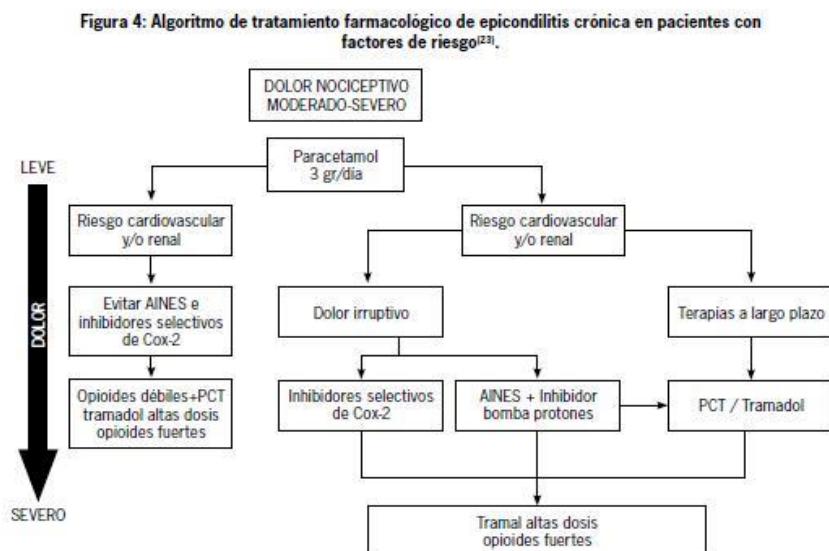 Figura 4: Algoritmo de tratamiento farmacológico de epicondilitis crónica en pacientes con
factores de riesgo(23).
DOLOR NOCICEPTIVO
MODERADO-SEVERO
LEVE
Paracetamol
3 gr/día
Riesgo cardiovascular
y/o renal
Riesgo cardiovascular
y/o renal
DOLOR
Evitar AINES e
inhibidores selectivos
de Cox-2
Dolor irruptivo
Terapias a largo plazo
Opioides débiles+PCT
tramadol altas dosis
opioides fuertes
Inhibidores selectivos
de Cox-2
AINES + Inhibidor
bomba protones
PCT / Tramadol
SEVERO
Tramal altas dosis
opioides fuertes